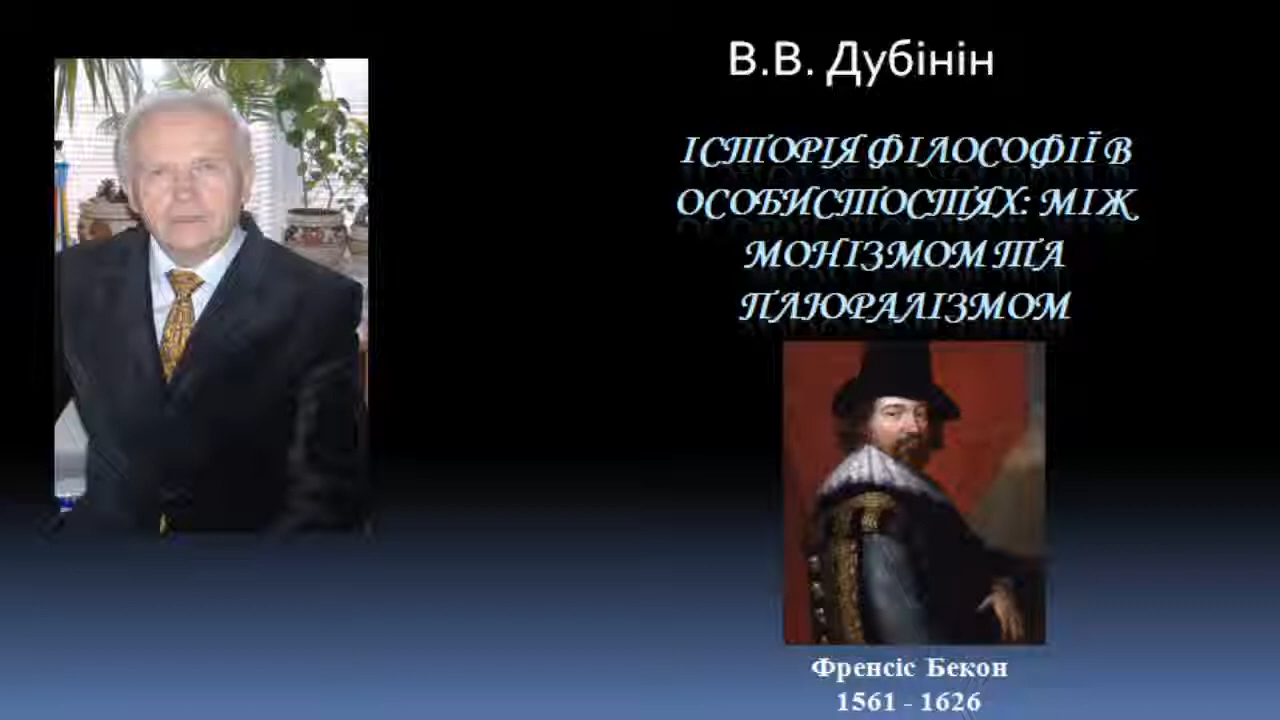 В.В. Дубінін
ІСТОРІЯ ФІЛОСОФІЇ В
ОСОБИСТОСТЯХ: МІЖ
МОНІЗМОМ ТА
ПЛЮРАЛІЗМОМ
Френсіс Бекон
1561 - 1626